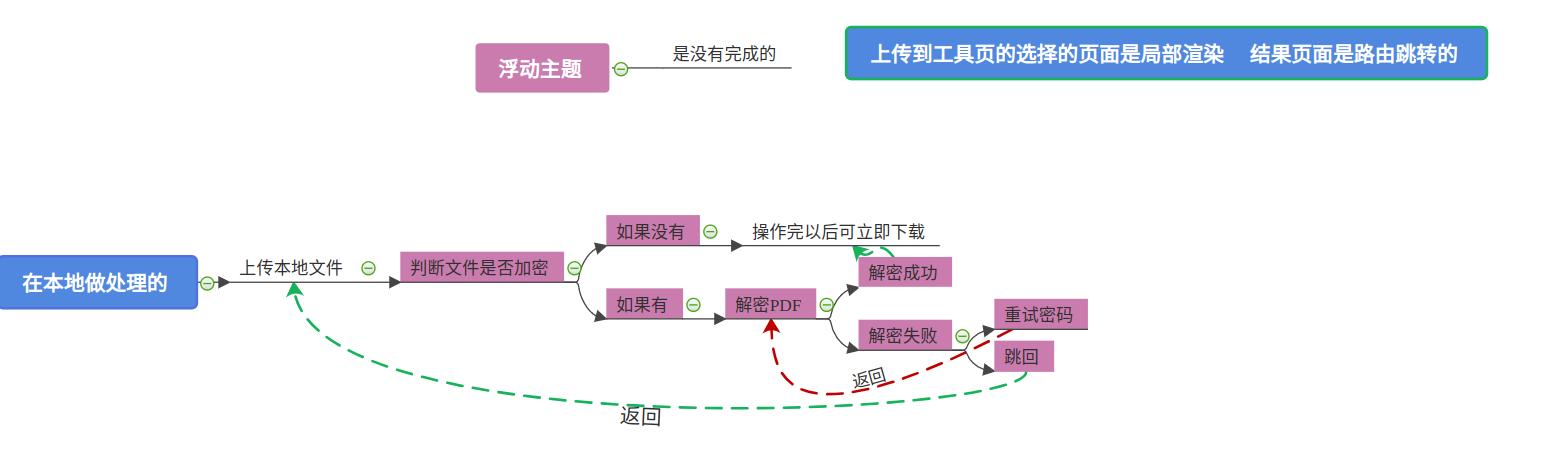 浮动主题
是没有完成的
上传到工具页的选择的页面是局部渲染 结果页面是路由跳转的
在本地做处理的
上传本地文件
判断文件是否加密
如果没有
操作完以后可立即下载
如果有
解密PDF
解密成功
解密失败
重试密码
跳回
返回
返回